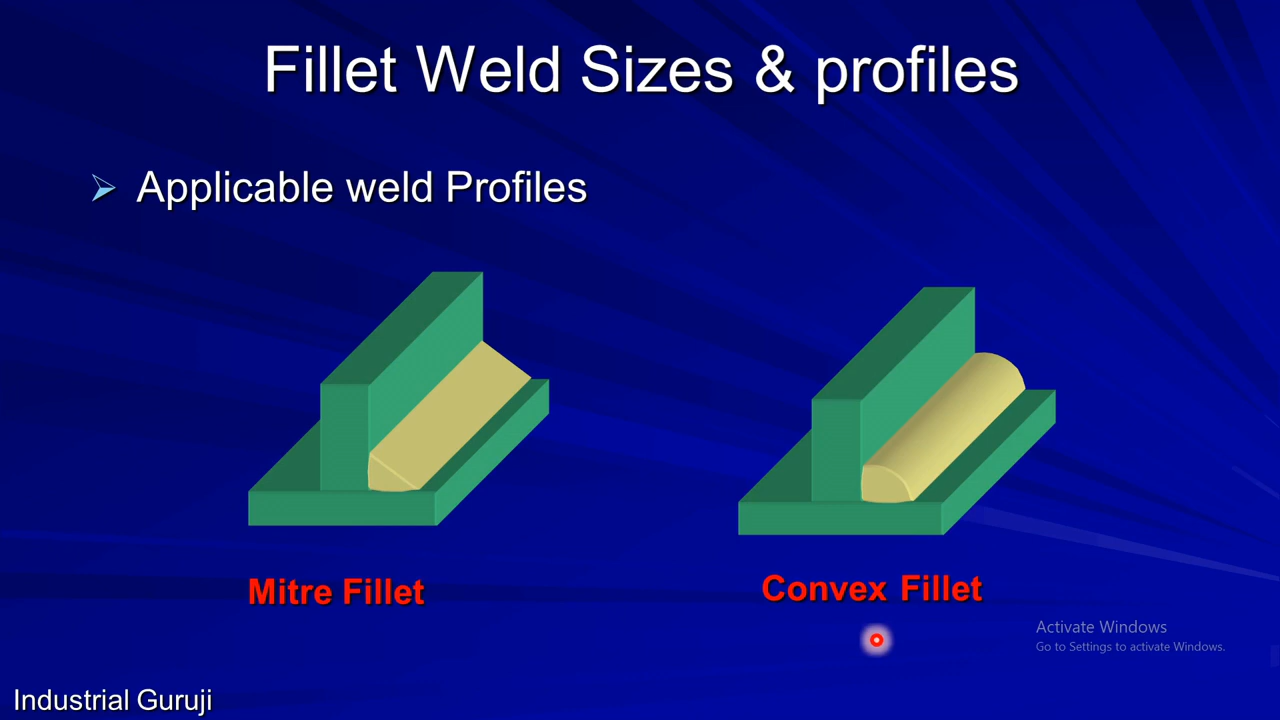 Fillet Weld Sizes & profiles
Applicable weld Profiles
Mitre Fillet
Convex Fillet
Activate Windows
Go to Settings to activate Windows.
Industrial Guruji